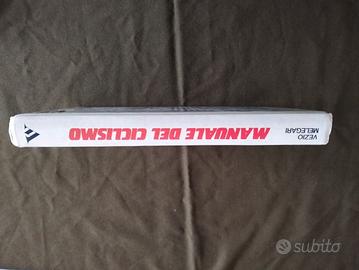 VEZIO
MELEGARI
MANUALE DEL CICLISMO
subito